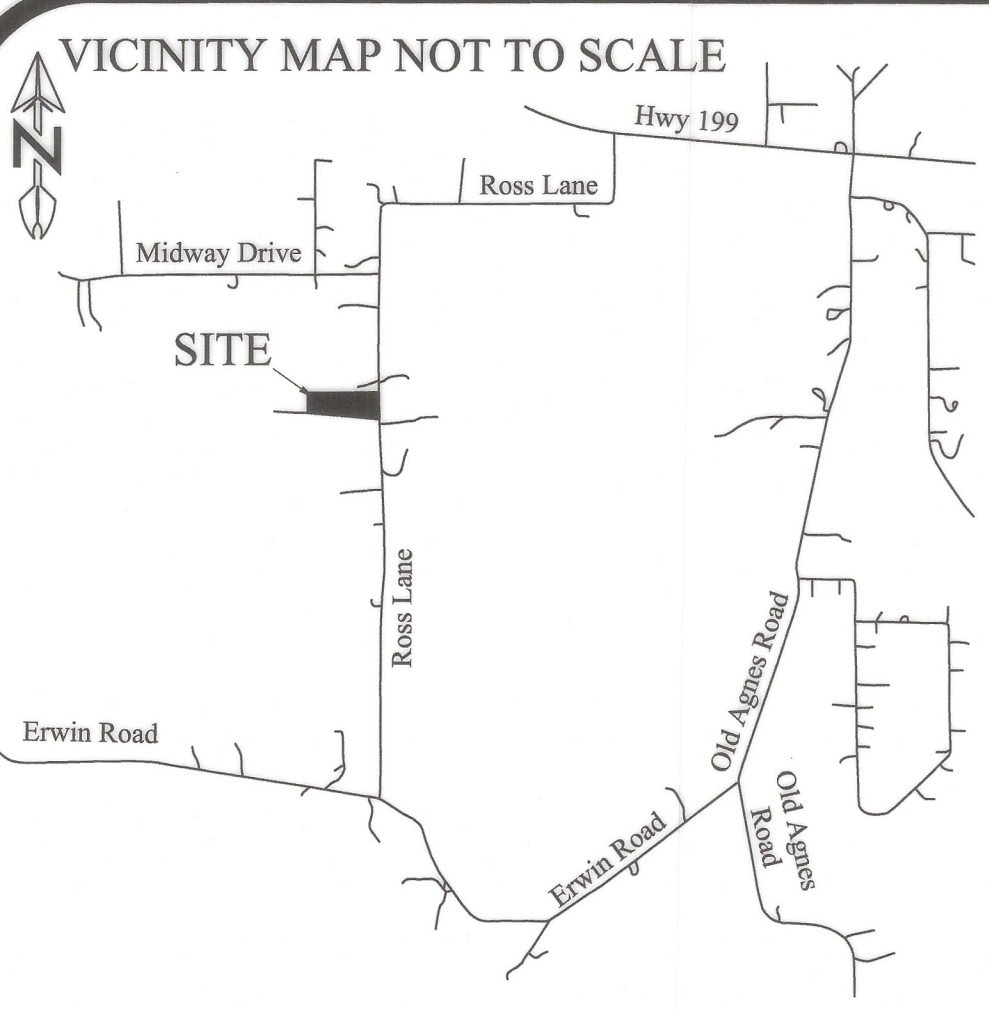 VICINITY MAP NOT TO SCALE
N
Hwy 199
Ross Lane
Midway Drive
SITE
Ross Lane
Old Agnes Road
Erwin Road
Old Agnes
Road
Erwin Road